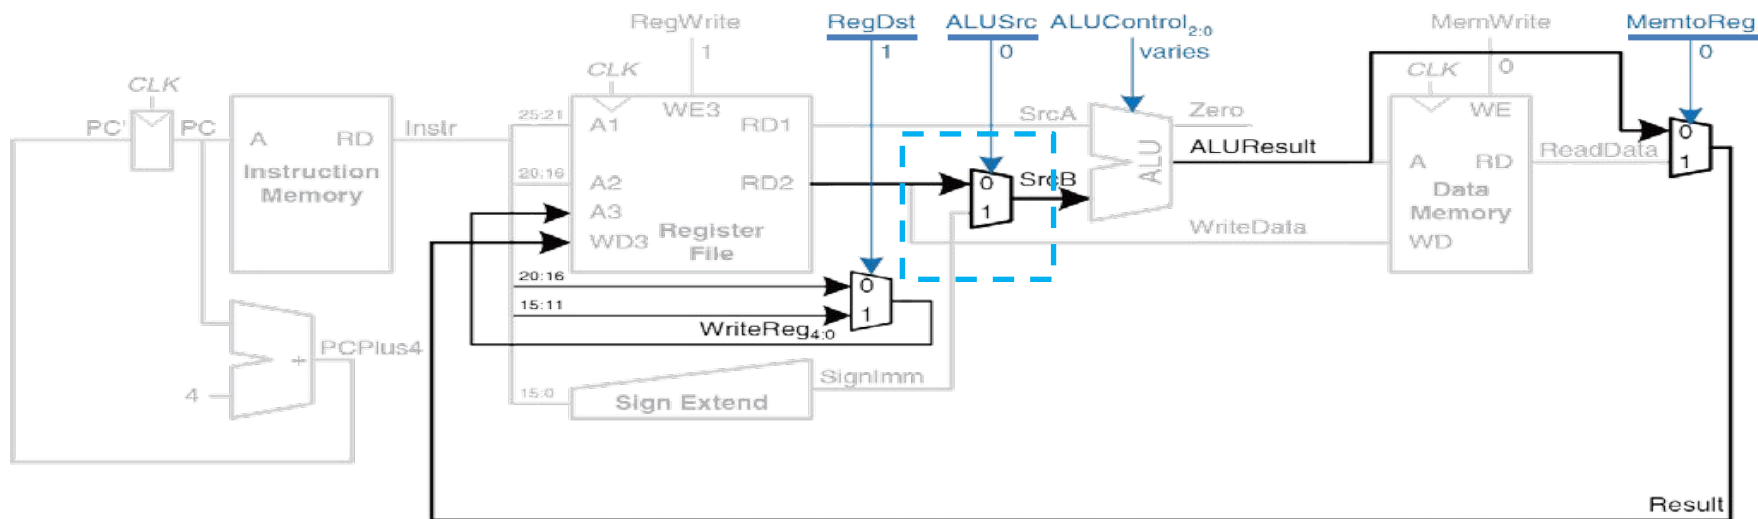 RegWrite
1
RegDst
1
ALUSrc
0
ALUControl2:0
varies
MemWrite
0
MemtoReg
0
CLK
PC'
PC
A
RD
Instruction
Memory
Instr
25:21
20:16
CLK
WE3
A1
RD1
A2
RD2
A3
WD3
Register
File
20:16
15:11
0
1
WriteReg4:0
PCPlus4
+
4
15:0
Sign Extend
SignImm
0
1
SrcA
SrcB
ALU
Zero
ALUResult
WriteData
CLK
WE
A
RD
Data
Memory
WD
ReadData
0
1
Result